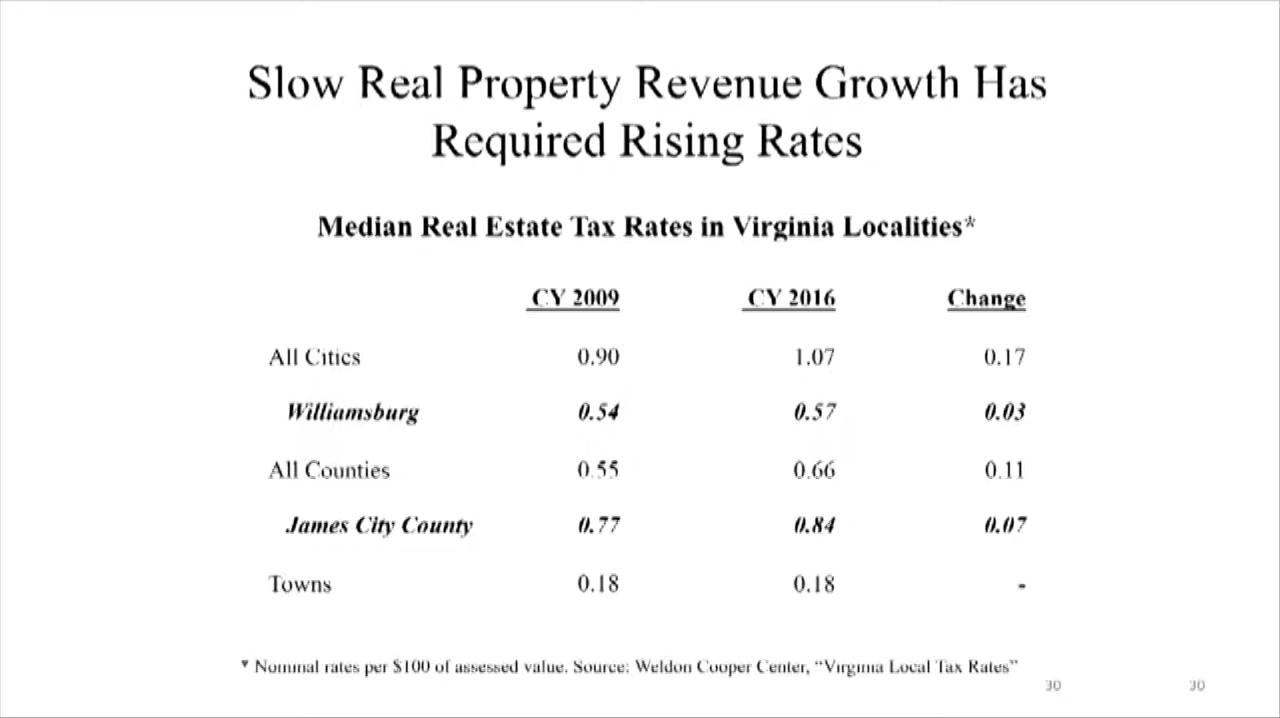 Slow Real Property Revenue Growth Has
Required Rising Rates
Median Real Estate Tax Rates in Virginia Localities*
CY 2009 CY 2016 Change
All Cities 0.90 1.07 0.17
Williamsburg 0.54 0.57 0.03
All Counties 0.55 0.66 0.11
James City County 0.77 0.84 0.07
Towns 0.18 0.18 -
* Nominal rates per $100 of assessed value. Source: Weldon Cooper Center, “Virginia Local Tax Rates”
30 30